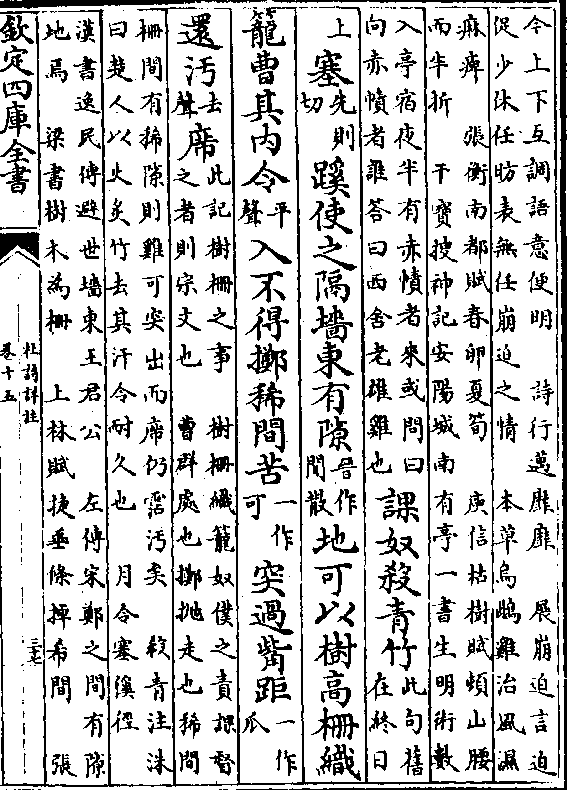 今上下互調語意便明　詩行邁靡靡　展崩迫言迫
促少休任昉表無任崩迫之情　本草烏鴟雞治風濕
麻痺　張衡南都賦春卵夏筍　庾信枯樹賦頓山腰
而半折　干寶搜神記安陽城南有亭一書生明術數
入亭宿夜半有赤幘者來或問曰
向赤幘者誰答曰西舍老雄雞也
課奴殺青竹此句舊在終日
上塞先則切蹊使之隔墻東有隙晉作間散地可以樹高柵織
籠曹其内令平聲入不得擲稀間苦一作可突過觜距一作爪
還汚去聲席
此記樹柵之事　樹柵織籠奴僕之責課督
之者則宗文也　曹群處也擲抛走也稀間
柵間有稀隙則雞可突出而席仍霑汚矣　殺青注洙
曰楚人以火炙竹去其汗令耐久也　月令塞溪徑
漢書逸民傳避世墻東王君公　左傳宋鄭之間有隙
地焉　梁書樹木為柵　上林賦捷垂條掉希間　張
欽定四庫全書
杜詩詳註
卷十五
三七